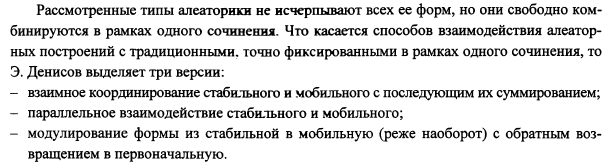 Рассмотренные типы алеаторики не исчерпывают всех ее форм, но они свободно ком-
бинируются в рамках одного сочинения. Что касается способов взаимодействия алеатор-
ных построений с традиционными, точно фиксированными в рамках одного сочинения, то
Э. Денисов выделяет три версии:
– взаимное координирование стабильного и мобильного с последующим их суммированием;
– параллельное взаимодействие стабильного и мобильного;
– модулирование формы из стабильной в мобильную (реже наоборот) с обратным воз-
вращением в первоначальную.